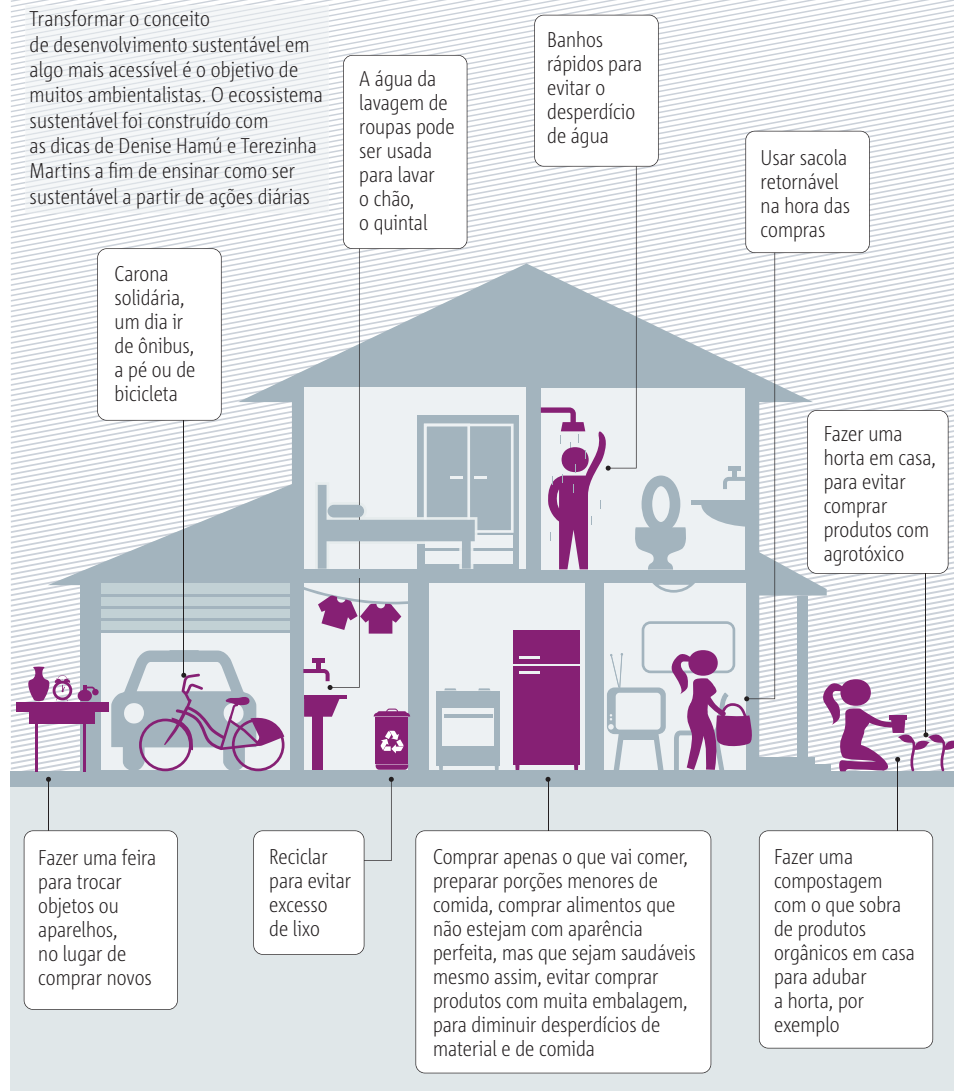 Transformar o conceito
de desenvolvimento sustentável em
algo mais acessível é o objetivo de
muitos ambientalistas. O ecossistema
sustentável foi construído com
as dicas de Denise Hamú e Terezinha
Martins a fim de ensinar como ser
sustentável a partir de ações diárias
A água da
lavagem de
roupas pode
ser usada
para lavar
o chão,
o quintal
Banhos
rápidos para
evitar o
desperdício
de água
Usar sacola
retornável
na hora das
compras
Carona
solidária,
um dia ir
de ônibus,
a pé ou de
bicicleta
Fazer uma
horta em casa,
para evitar
comprar
produtos com
agrotóxico
Fazer uma feira
para trocar
objetos ou
aparelhos,
no lugar de
comprar novos
Reciclar
para evitar
excesso
de lixo
Comprar apenas o que vai comer,
preparar porções menores de
comida, comprar alimentos que
não estejam com aparência
perfeita, mas que sejam saudáveis
mesmo assim, evitar comprar
produtos com muita embalagem,
para diminuir desperdícios de
material e de comida
Fazer uma
compostagem
com o que sobra
de produtos
orgânicos em casa
para adubar
a horta, por
exemplo